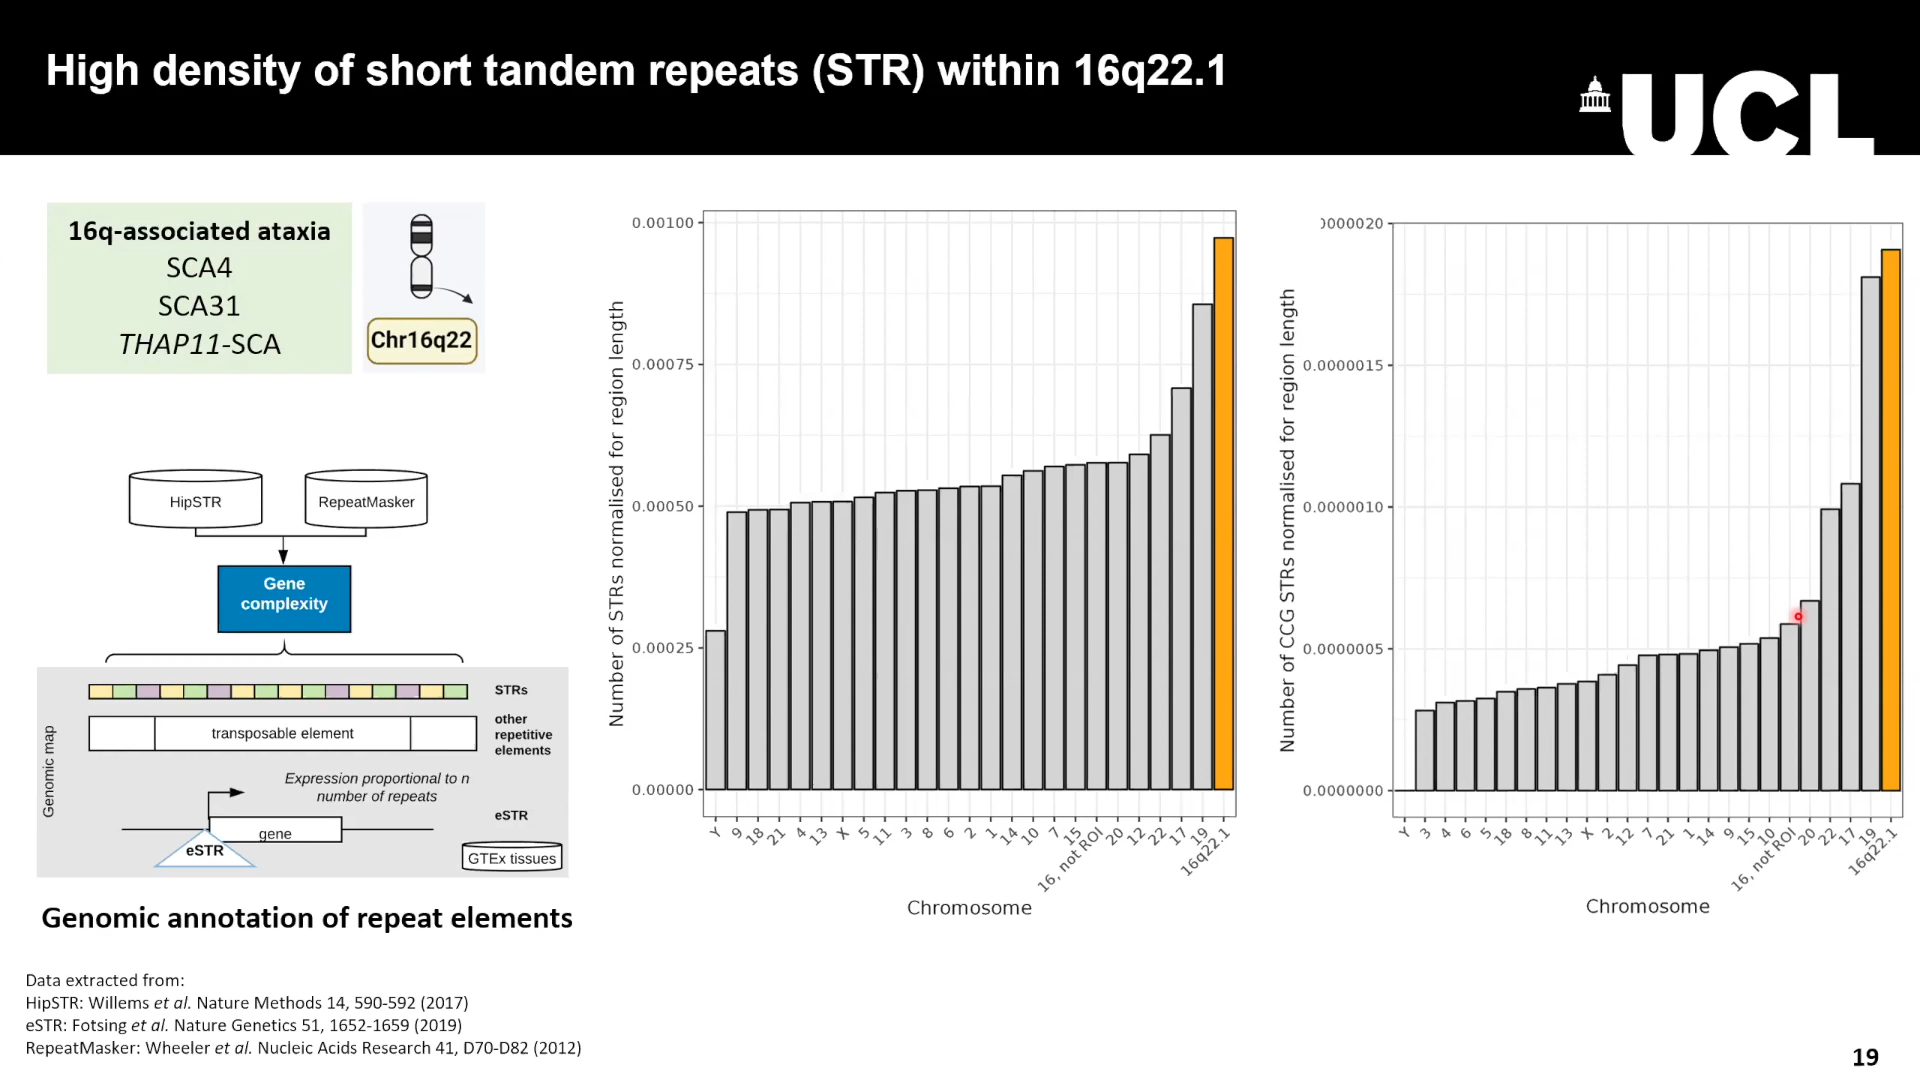 High density of short tandem repeats (STR) within 16q22.1
UCL
16q-associated ataxia
SCA4
SCA31
THAP11-SCA
Chr16q22
HipSTR
RepeatMasker
Gene
complexity
Genomic map
STRs
transposable element
other
repetitive
elements
Expression proportional to n
number of repeats
eSTR
gene
eSTR
GTEx tissues
Genomic annotation of repeat elements
Data extracted from:
HipSTR: Willems et al. Nature Methods 14, 590-592 (2017)
eSTR: Fotsing et al. Nature Genetics 51, 1652-1659 (2019)
RepeatMasker: Wheeler et al. Nucleic Acids Research 41, D70-D82 (2012)
Number of STRs normalised for region length
0.00100
0.00075
0.00050
0.00025
0.00000
Y 9 18 21 4 13 X 5 11 3 8 6 2 1 14 10 7 15 16, not ROI 20 12 22 17 19 16q22.1
Chromosome
Number of CCG STRs normalised for region length
0000020
0.0000015
0.0000010
0.0000005
0.0000000
Y 3 4 6 5 18 8 11 13 X 2 12 7 21 1 14 9 15 10 16, not ROI 20 22 17 19 16q22.1
Chromosome
19